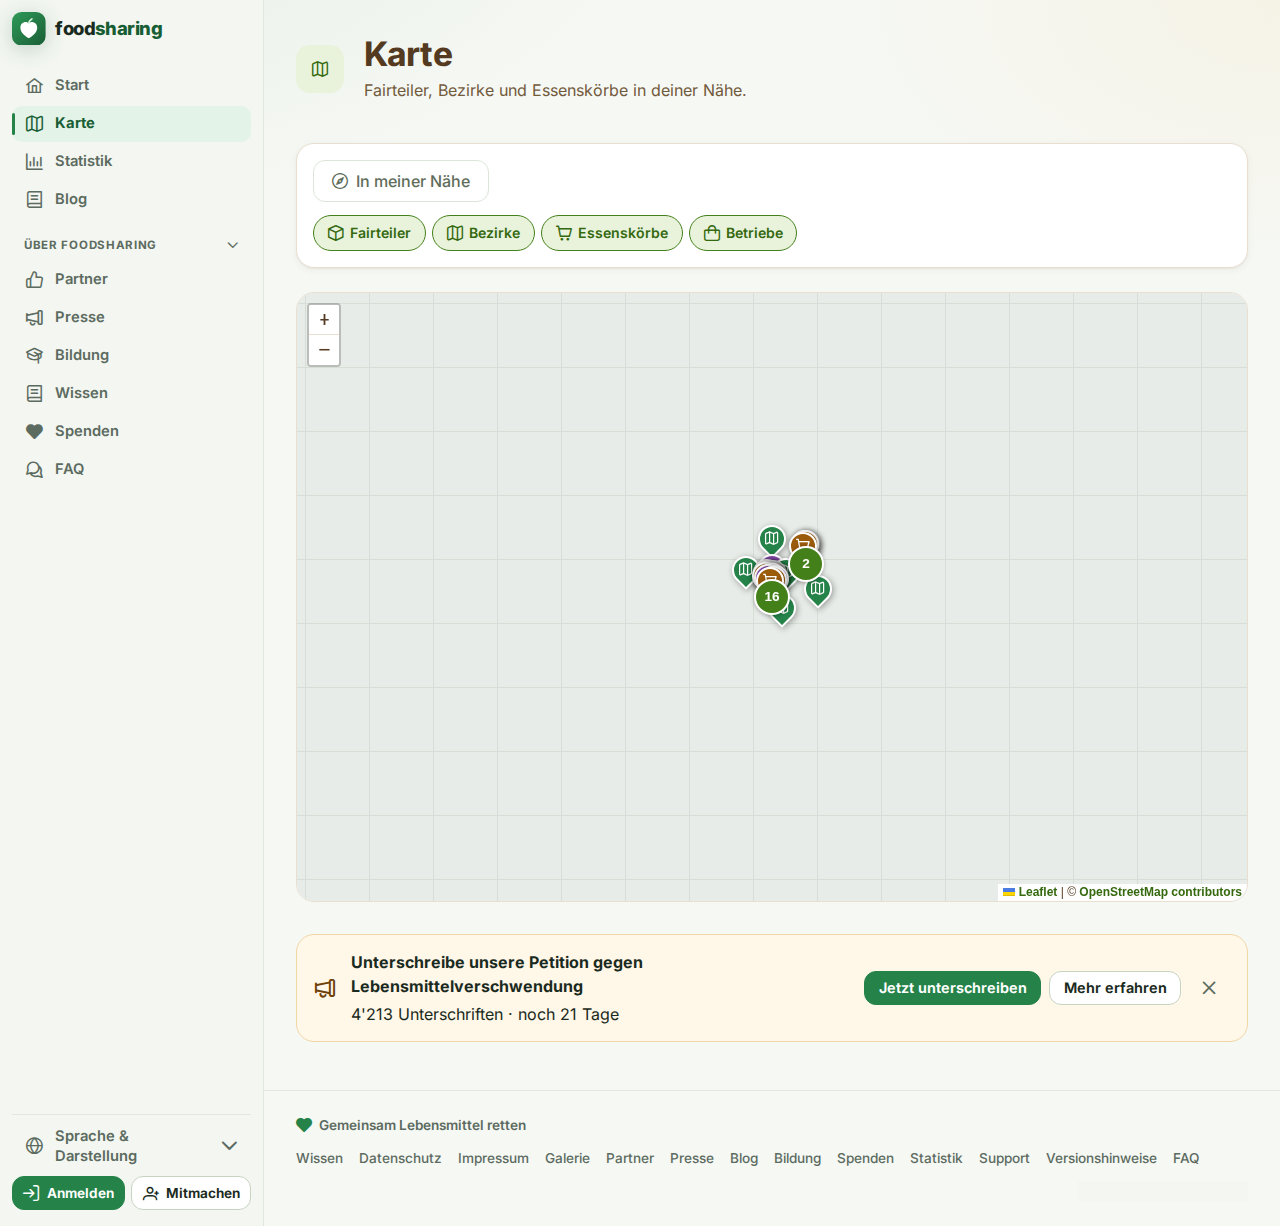 foodsharing
Start
Karte
Statistik
Blog
ÜBER FOODSHARING
Partner
Presse
Bildung
Wissen
Spenden
FAQ
Sprache &
Darstellung
Anmelden
Mitmachen
Karte
Fairteiler, Bezirke und Essenskörbe in deiner Nähe.
In meiner Nähe
Fairteiler
Bezirke
Essenskörbe
Betriebe
+
−
2
16
Leaflet | © OpenStreetMap contributors
Unterschreibe unsere Petition gegen
Lebensmittelverschwendung
4'213 Unterschriften · noch 21 Tage
Jetzt unterschreiben
Mehr erfahren
Gemeinsam Lebensmittel retten
Wissen Datenschutz Impressum Galerie Partner Presse Blog Bildung Spenden Statistik Support Versionshinweise FAQ